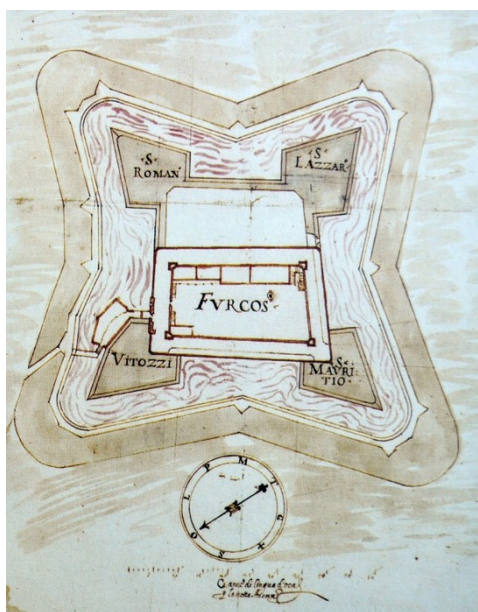 S.
ROMAN°
S
LAZZAR°
FVRCOS
VITOZZI
S
MAVRI
TIO
P M T G + S O L